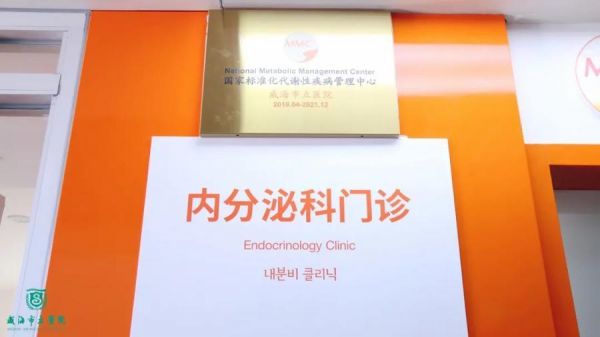 MMC
National Metabolic Management Center
国家标准化代谢性疾病管理中心
威海市立医院
2018.04-2021.12
内分泌科门诊
Endocrinology Clinic
내분비 클리닉
威海市立医院